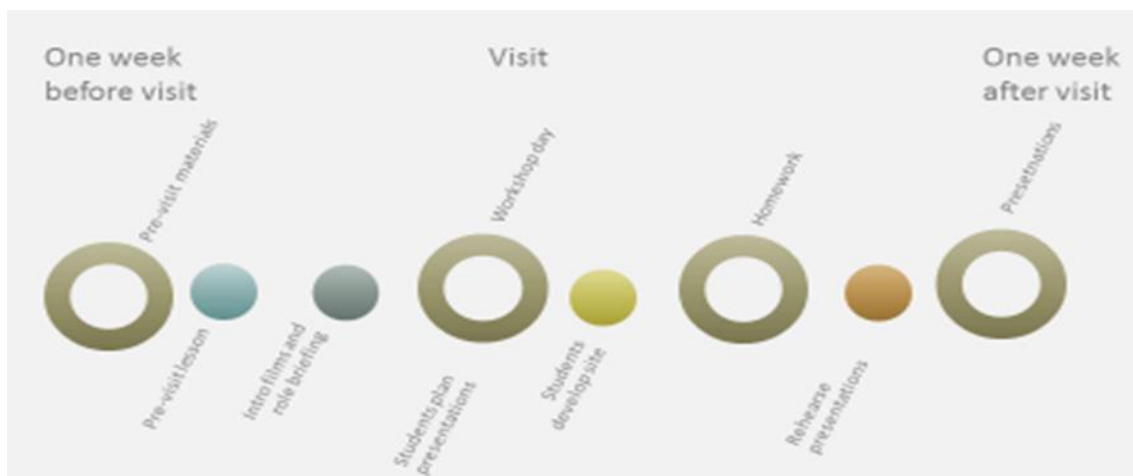 One week
before visit
Visit
One week
after visit
Pre-visit materials
Workshop day
Homework
Presetnations
Pre-visit lesson
Intro films and
role briefing
Students plan
presentations
Students
develop site
Rehearse
presentations